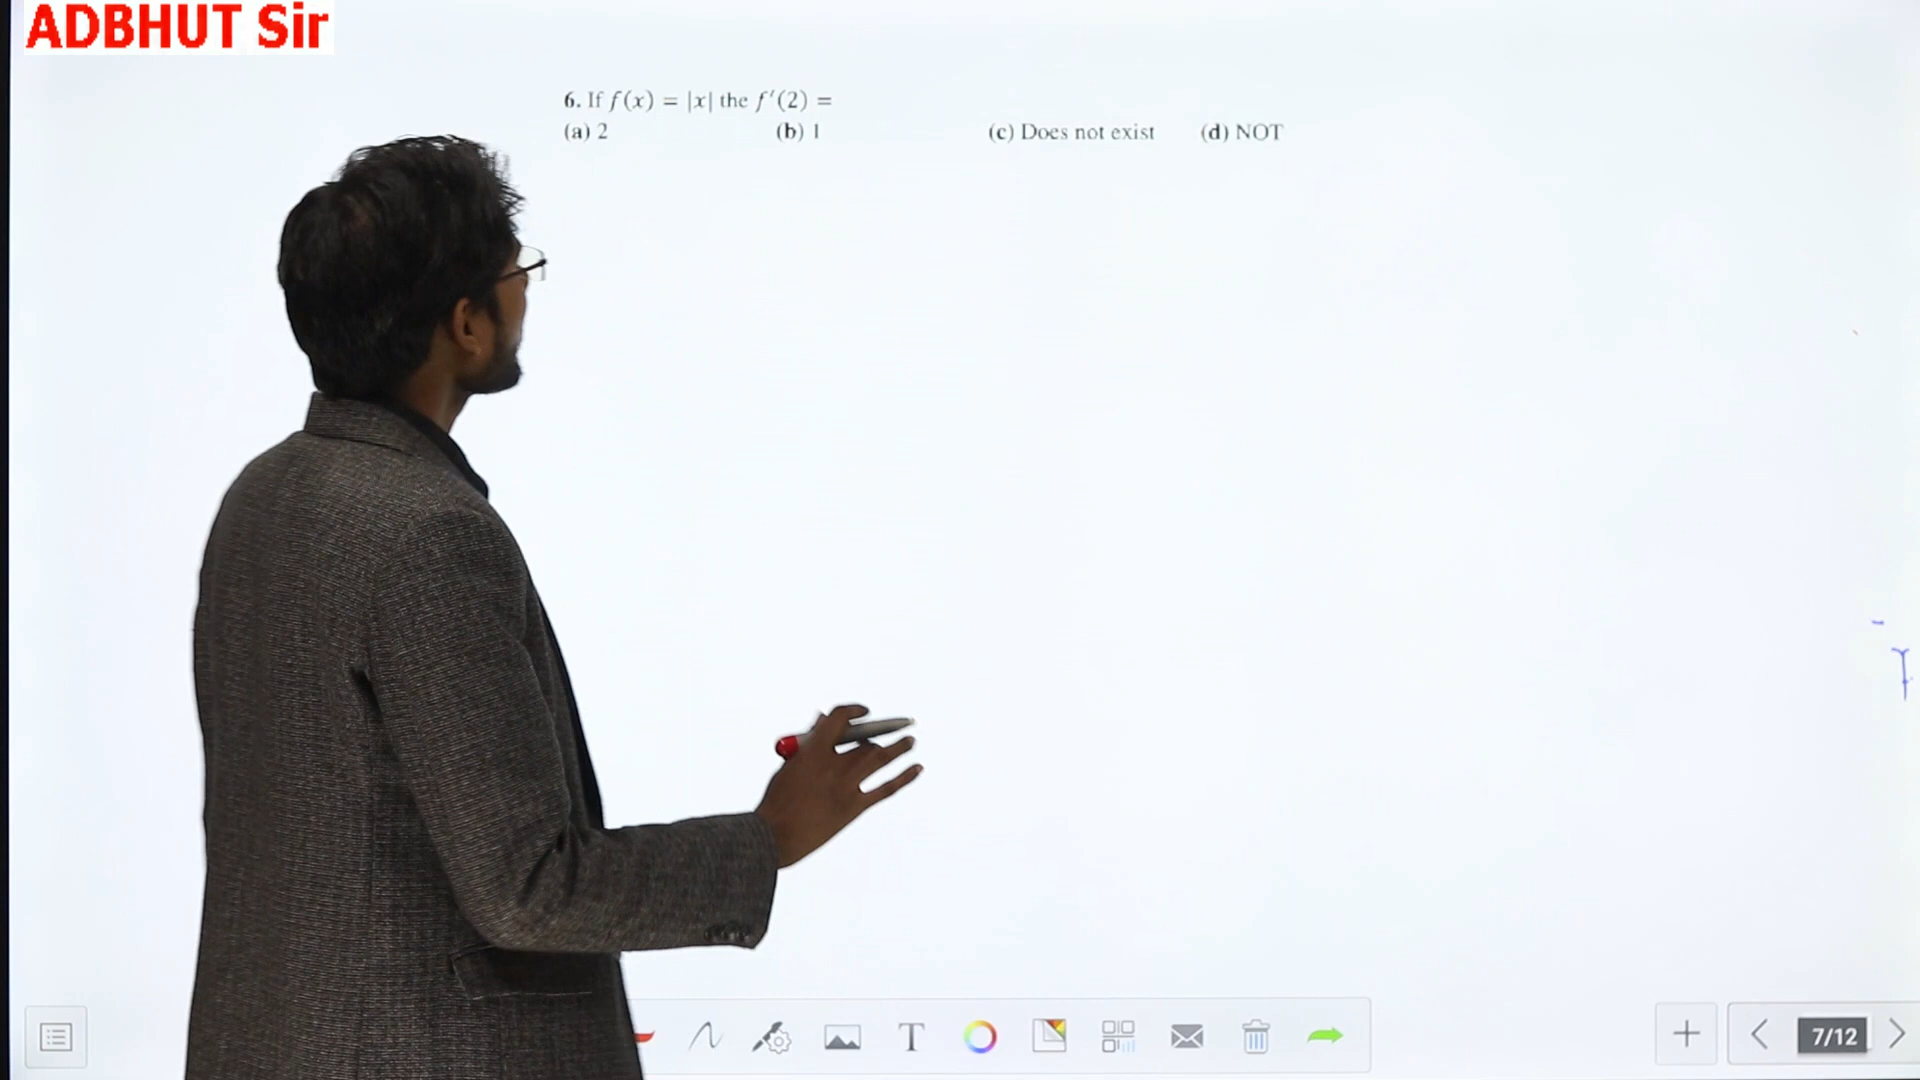 ADBHUT Sir
6. If f(x) = |x| the f′(2) =
(a) 2 (b) 1 (c) Does not exist (d) NOT
T
7/12